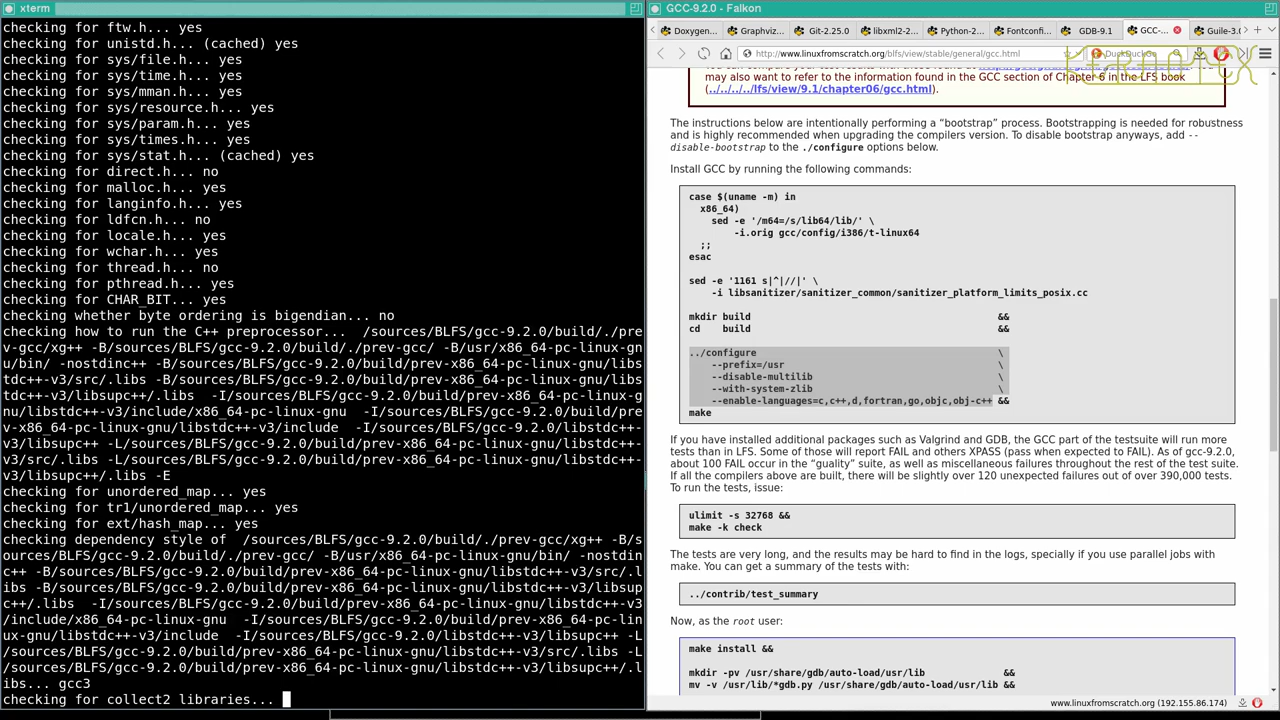 xterm
checking for ftw.h... yes
checking for unistd.h... (cached) yes
checking for sys/file.h... yes
checking for sys/time.h... yes
checking for sys/mman.h... yes
checking for sys/resource.h... yes
checking for sys/param.h... yes
checking for sys/times.h... yes
checking for sys/stat.h... (cached) yes
checking for direct.h... no
checking for malloc.h... yes
checking for langinfo.h... yes
checking for ldfcn.h... no
checking for locale.h... yes
checking for wchar.h... yes
checking for thread.h... no
checking for pthread.h... yes
checking for CHAR_BIT... yes
checking whether byte ordering is bigendian... no
checking how to run the C++ preprocessor...  /sources/BLFS/gcc-9.2.0/build/./pre
v-gcc/xg++ -B/sources/BLFS/gcc-9.2.0/build/./prev-gcc/ -B/usr/x86_64-pc-linux-gn
u/bin/ -nostdinc++ -B/sources/BLFS/gcc-9.2.0/build/prev-x86_64-pc-linux-gnu/libs
tdc++-v3/src/.libs -B/sources/BLFS/gcc-9.2.0/build/prev-x86_64-pc-linux-gnu/libs
tdc++-v3/libsupc++/.libs  -I/sources/BLFS/gcc-9.2.0/build/prev-x86_64-pc-linux-g
nu/libstdc++-v3/include/x86_64-pc-linux-gnu  -I/sources/BLFS/gcc-9.2.0/build/pre
v-x86_64-pc-linux-gnu/libstdc++-v3/include  -I/sources/BLFS/gcc-9.2.0/libstdc++-
v3/libsupc++ -L/sources/BLFS/gcc-9.2.0/build/prev-x86_64-pc-linux-gnu/libstdc++-
v3/src/.libs -L/sources/BLFS/gcc-9.2.0/build/prev-x86_64-pc-linux-gnu/libstdc++-
v3/libsupc++/.libs -E
checking for unordered_map... yes
checking for tr1/unordered_map... yes
checking for ext/hash_map... yes
checking dependency style of  /sources/BLFS/gcc-9.2.0/build/./prev-gcc/xg++ -B/s
ources/BLFS/gcc-9.2.0/build/./prev-gcc/ -B/usr/x86_64-pc-linux-gnu/bin/ -nostdin
c++ -B/sources/BLFS/gcc-9.2.0/build/prev-x86_64-pc-linux-gnu/libstdc++-v3/src/.l
ibs -B/sources/BLFS/gcc-9.2.0/build/prev-x86_64-pc-linux-gnu/libstdc++-v3/libsup
c++/.libs  -I/sources/BLFS/gcc-9.2.0/build/prev-x86_64-pc-linux-gnu/libstdc++-v3
/include/x86_64-pc-linux-gnu  -I/sources/BLFS/gcc-9.2.0/build/prev-x86_64-pc-lin
ux-gnu/libstdc++-v3/include  -I/sources/BLFS/gcc-9.2.0/libstdc++-v3/libsupc++ -L
/sources/BLFS/gcc-9.2.0/build/prev-x86_64-pc-linux-gnu/libstdc++-v3/src/.libs -L
/sources/BLFS/gcc-9.2.0/build/prev-x86_64-pc-linux-gnu/libstdc++-v3/libsupc++/.l
ibs... gcc3
checking for collect2 libraries...
GCC-9.2.0 - Falkon
Doxygen... Graphviz... Git-2.25.0 libxml2-... Python-2... Fontconfi... GDB-9.1 GCC-... Guile-3.0
http://www.linuxfromscratch.org/blfs/view/stable/general/gcc.html DuckDuckGo
KERNOTEX
may also want to refer to the information found in the GCC section of Chapter 6 in the LFS book
(../../../../lfs/view/9.1/chapter06/gcc.html).
The instructions below are intentionally performing a “bootstrap” process. Bootstrapping is needed for robustness
and is highly recommended when upgrading the compilers version. To disable bootstrap anyways, add --
disable-bootstrap to the ./configure options below.
Install GCC by running the following commands:
case $(uname -m) in
x86_64)
sed -e '/m64=/s/lib64/lib/' \
-i.orig gcc/config/i386/t-linux64
;;
esac
sed -e '1161 s|^|//|' \
-i libsanitizer/sanitizer_common/sanitizer_platform_limits_posix.cc
mkdir build &&
cd build &&
../configure \
--prefix=/usr \
--disable-multilib \
--with-system-zlib \
--enable-languages=c,c++,d,fortran,go,objc,obj-c++ &&
make
If you have installed additional packages such as Valgrind and GDB, the GCC part of the testsuite will run more
tests than in LFS. Some of those will report FAIL and others XPASS (pass when expected to FAIL). As of gcc-9.2.0,
about 100 FAIL occur in the “guality” suite, as well as miscellaneous failures throughout the rest of the test suite.
If all the compilers above are built, there will be slightly over 120 unexpected failures out of over 390,000 tests.
To run the tests, issue:
ulimit -s 32768 &&
make -k check
The tests are very long, and the results may be hard to find in the logs, specially if you use parallel jobs with
make. You can get a summary of the tests with:
../contrib/test_summary
Now, as the root user:
make install &&
mkdir -pv /usr/share/gdb/auto-load/usr/lib &&
mv -v /usr/lib/*gdb.py /usr/share/gdb/auto-load/usr/lib &&
www.linuxfromscratch.org (192.155.86.174)